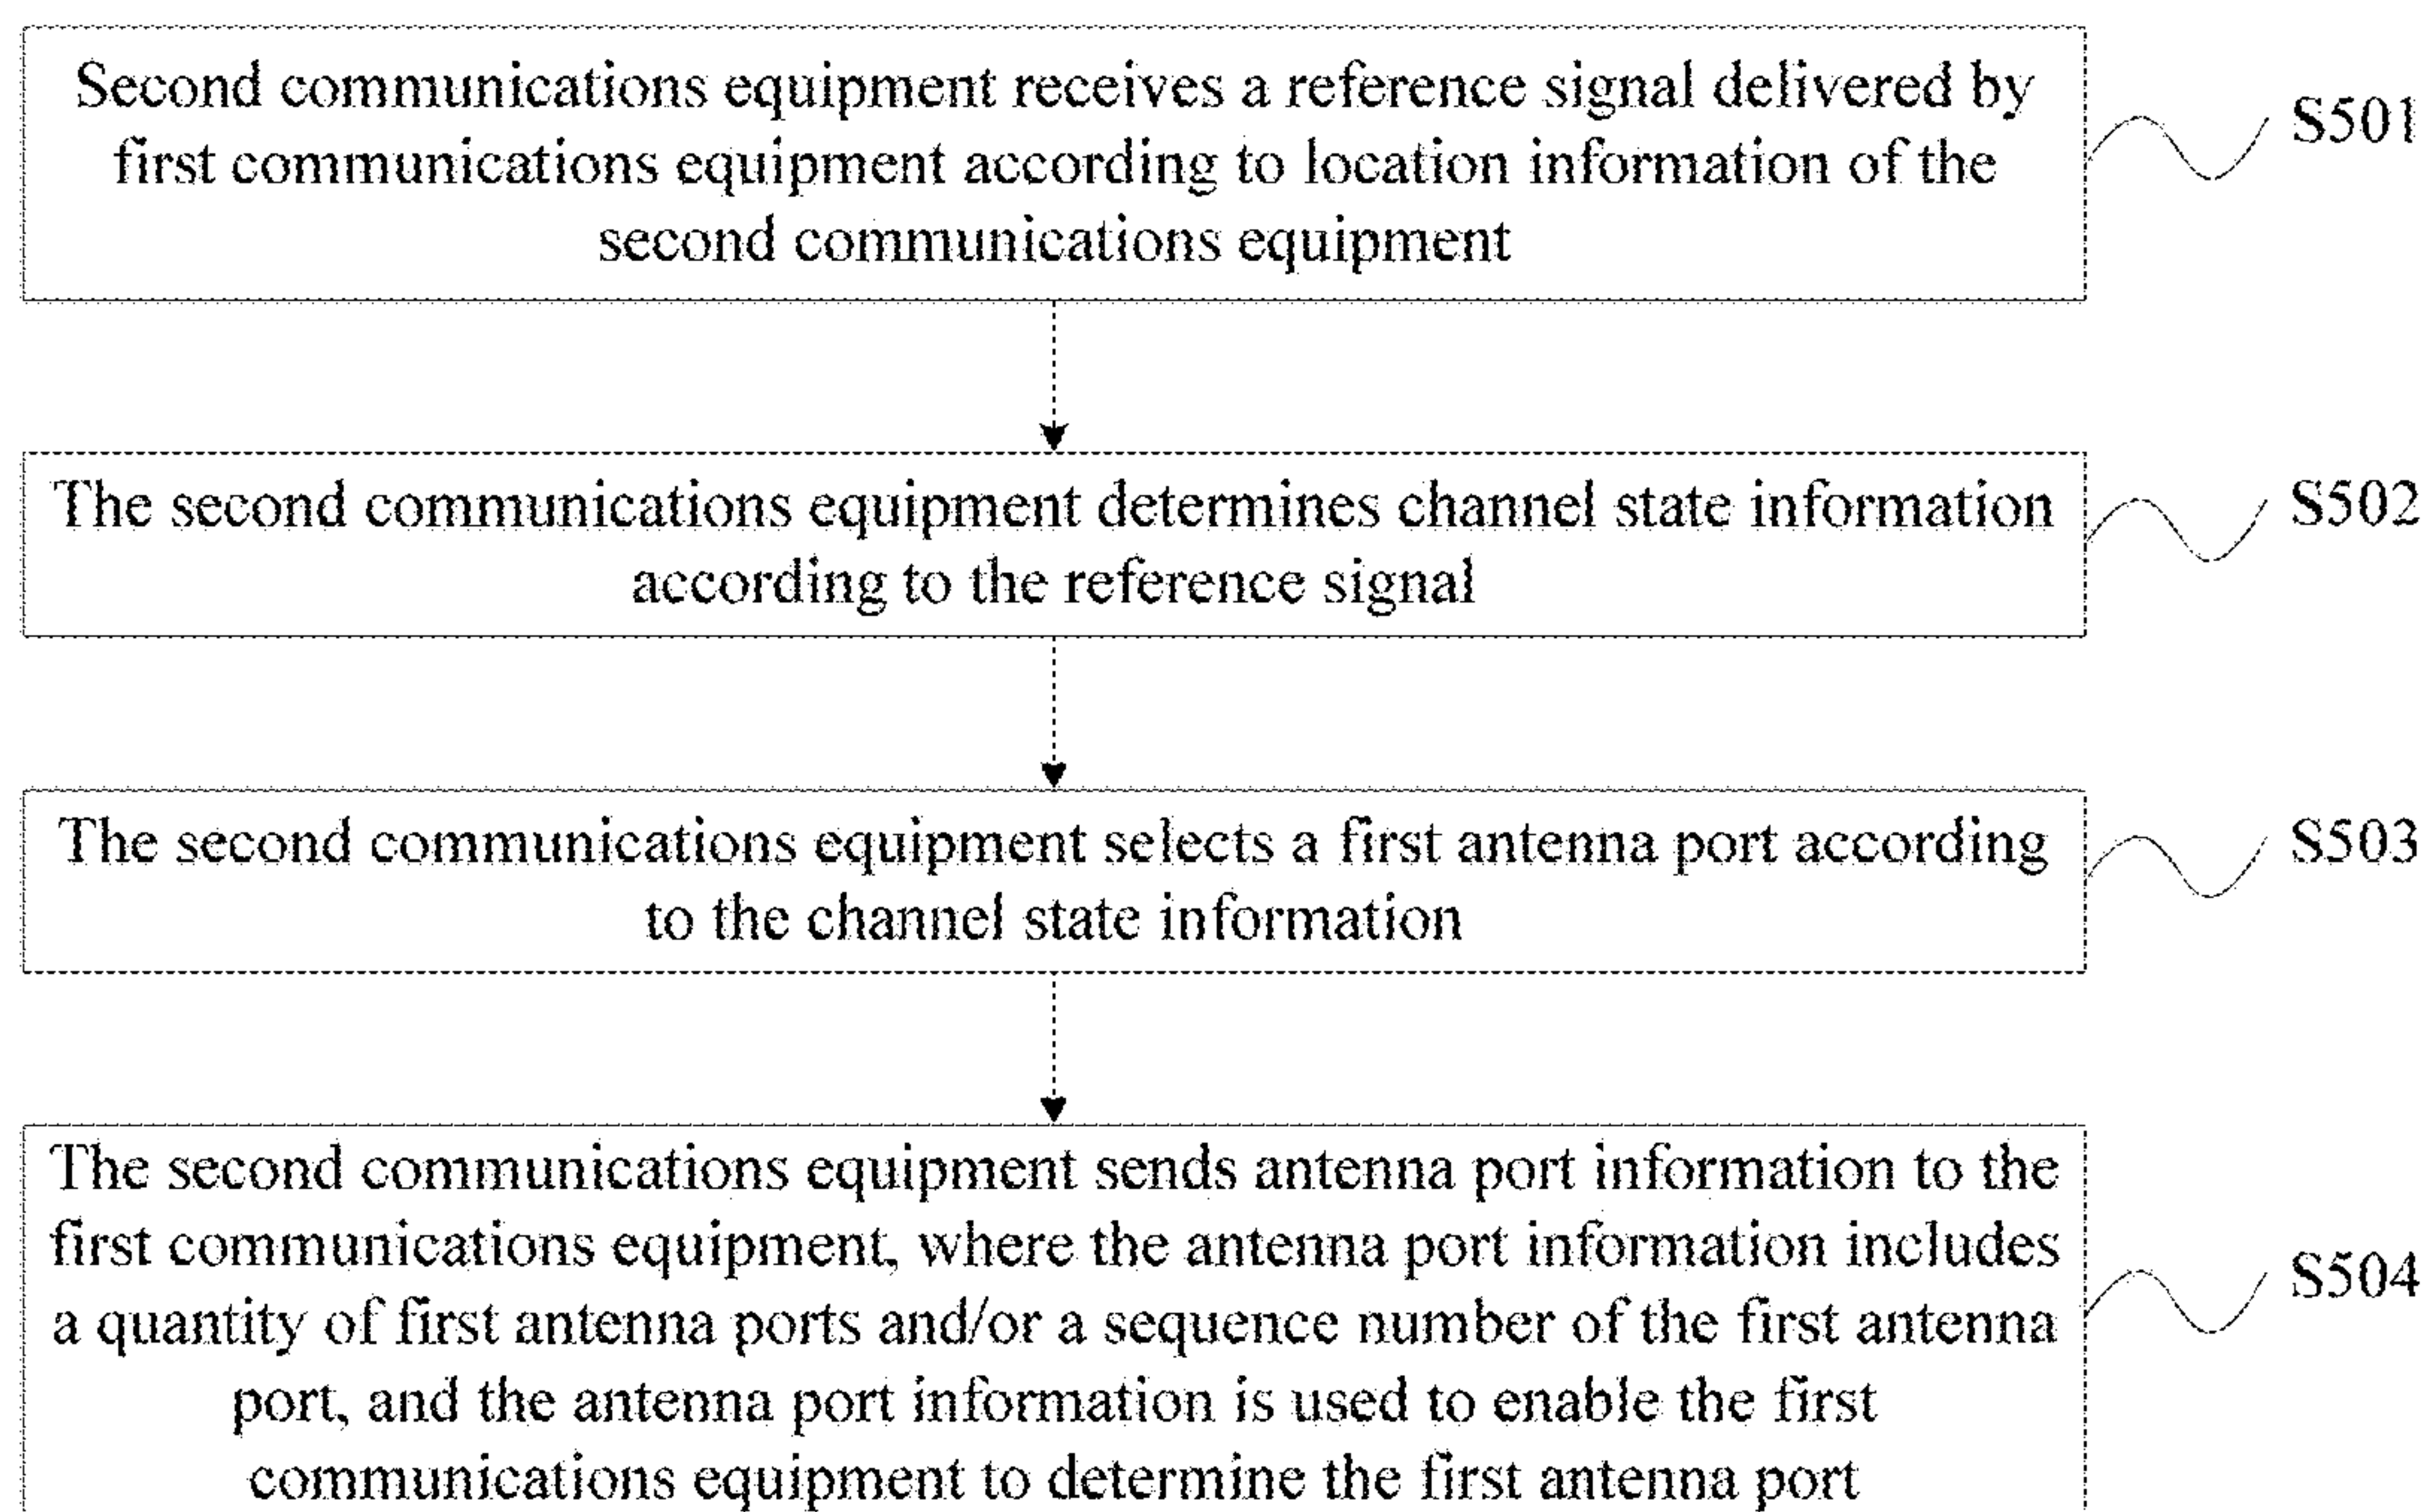 Second communications equipment receives a reference signal delivered by
first communications equipment according to location information of the
second communications equipment
S501
The second communications equipment determines channel state information
according to the reference signal
S502
The second communications equipment selects a first antenna port according
to the channel state information
S503
The second communications equipment sends antenna port information to the
first communications equipment, where the antenna port information includes
a quantity of first antenna ports and/or a sequence number of the first antenna
port, and the antenna port information is used to enable the first
communications equipment to determine the first antenna port
S504